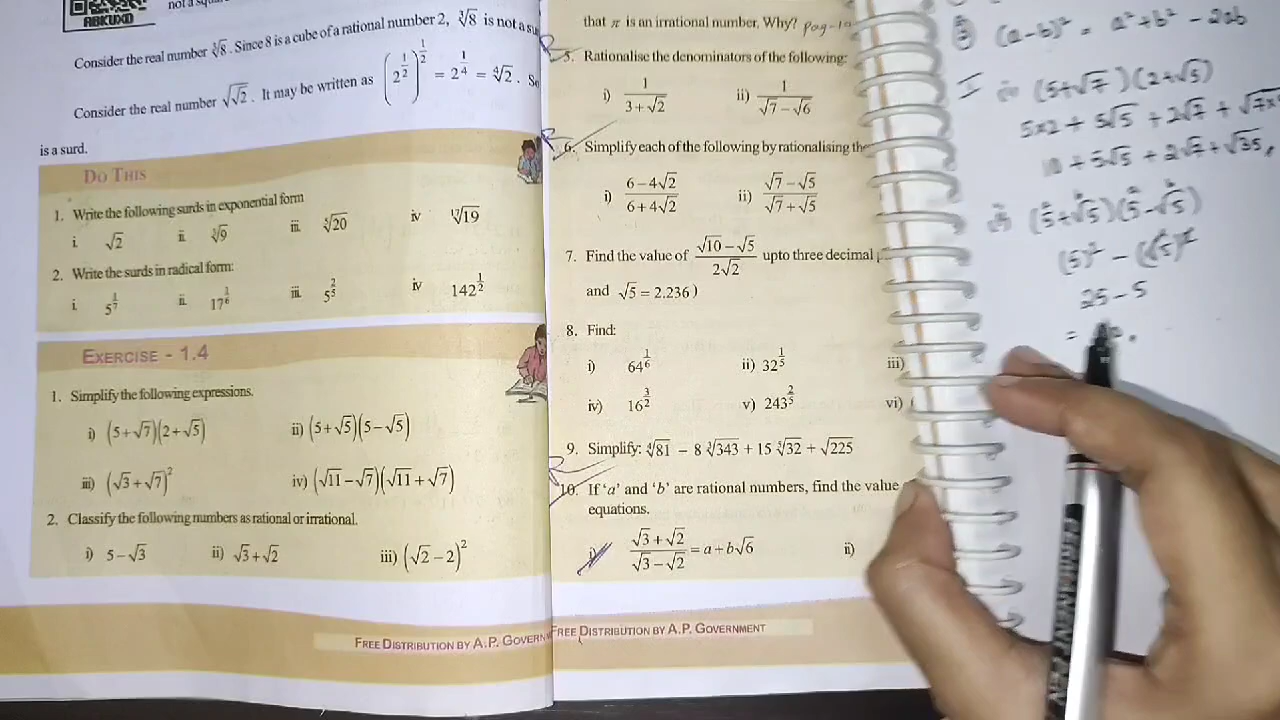 ABKUXD
not a squ
Consider the real number ∛8. Since 8 is a cube of a rational number 2, ∛8 is not a su
Consider the real number √√2. It may be written as (2^(1/2))^(1/2) = 2^(1/4) = ∜2. So
is a surd.
DO THIS
1. Write the following surds in exponential form
i. √2 ii. ∛9 iii. ⁵√20 iv ¹⁷√19
2. Write the surds in radical form:
i. 5^(1/7) ii. 17^(1/6) iii. 5^(2/5) iv 142^(1/2)
EXERCISE - 1.4
1. Simplify the following expressions.
i) (5+√7)(2+√5) ii) (5+√5)(5−√5)
iii) (√3+√7)² iv) (√11−√7)(√11+√7)
2. Classify the following numbers as rational or irrational.
i) 5−√3 ii) √3+√2 iii) (√2−2)²
FREE DISTRIBUTION BY A.P. GOVERN
that π is an irrational number. Why?
5. Rationalise the denominators of the following:
i) 1/(3+√2) ii) 1/(√7−√6)
6. Simplify each of the following by rationalising the
i) (6−4√2)/(6+4√2) ii) (√7−√5)/(√7+√5)
7. Find the value of (√10−√5)/(2√2) upto three decimal
and √5 = 2.236)
8. Find:
i) 64^(1/6) ii) 32^(1/5) iii)
iv) 16^(3/2) v) 243^(2/5) vi)
9. Simplify: ∜81 − 8 ∛343 + 15 ⁵√32 + √225
10. If 'a' and 'b' are rational numbers, find the value
equations.
i) (√3+√2)/(√3−√2) = a+b√6 ii)
FREE DISTRIBUTION BY A.P. GOVERNMENT
(a-b)² = a²+b² - 2ab
I i) (5+√7)(2+√5)
5x2 + 5√5 + 2√7 + √7x
10 + 5√5 + 2√7 + √35
ii) (5+√5)(5-√5)
(5)² - (√5)²
25 - 5
PERMANENT